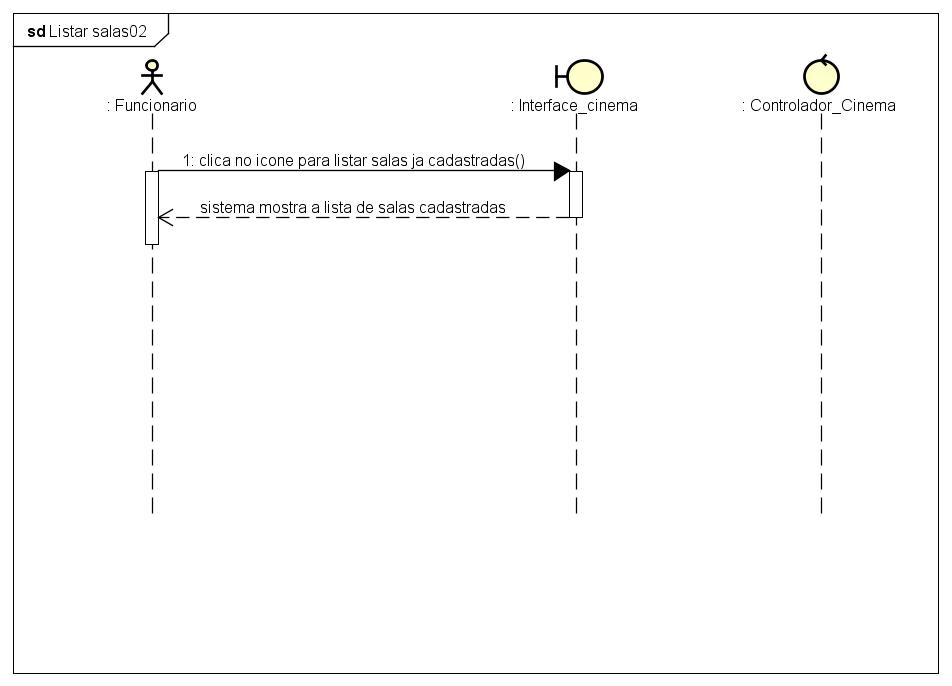 sd Listar salas02
: Funcionario
: Interface_cinema
: Controlador_Cinema
1: clica no icone para listar salas ja cadastradas()
sistema mostra a lista de salas cadastradas